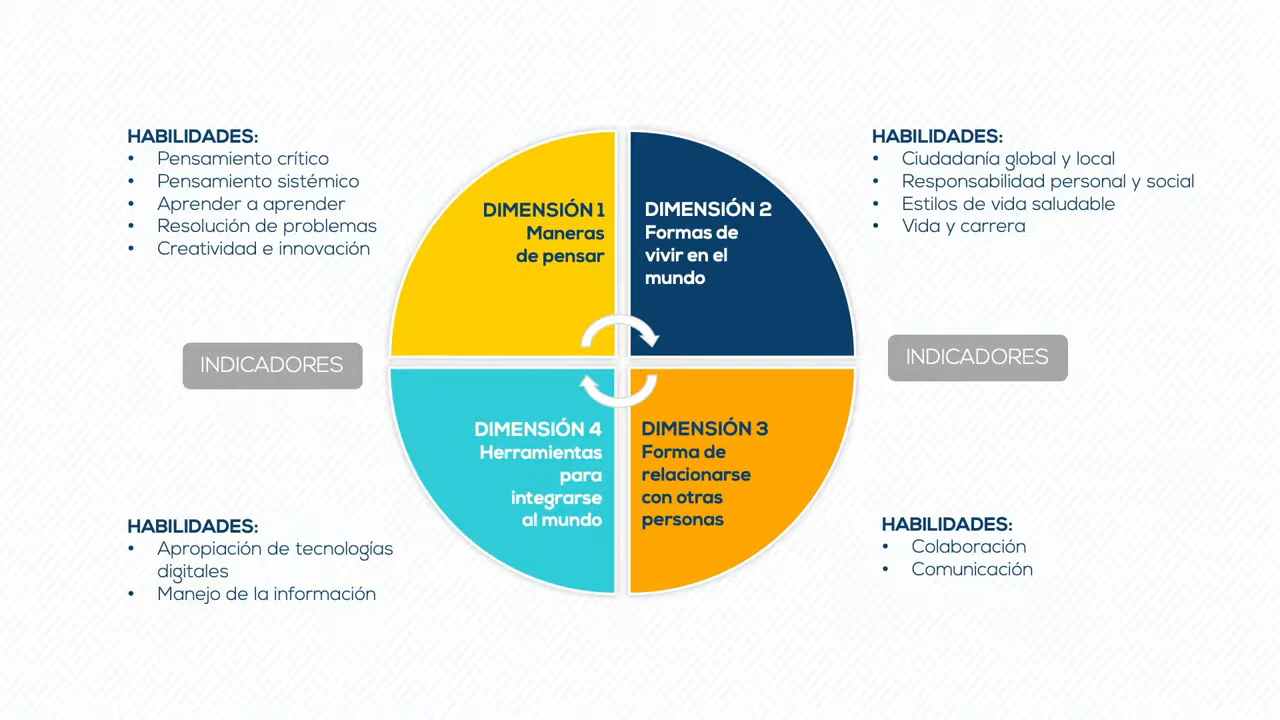 HABILIDADES:
• Pensamiento crítico
• Pensamiento sistémico
• Aprender a aprender
• Resolución de problemas
• Creatividad e innovación
DIMENSIÓN 1
Maneras
de pensar
DIMENSIÓN 2
Formas de
vivir en el
mundo
HABILIDADES:
• Ciudadanía global y local
• Responsabilidad personal y social
• Estilos de vida saludable
• Vida y carrera
INDICADORES
INDICADORES
DIMENSIÓN 4
Herramientas
para
integrarse
al mundo
DIMENSIÓN 3
Forma de
relacionarse
con otras
personas
HABILIDADES:
• Apropiación de tecnologías
digitales
• Manejo de la información
HABILIDADES:
• Colaboración
• Comunicación